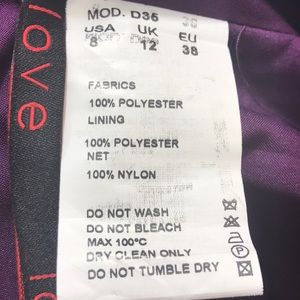 love
MOD. D35 38
USA UK EU
8 12 38
FABRICS
100% POLYESTER
LINING
100% POLYESTER
NET
100% NYLON
DO NOT WASH
DO NOT BLEACH
MAX 100°C
DRY CLEAN ONLY
DO NOT TUMBLE DRY